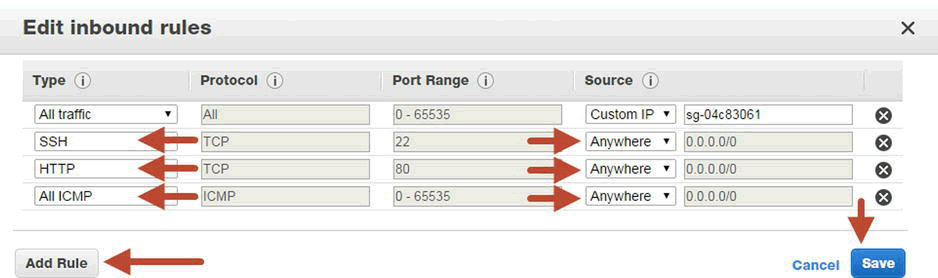 Edit inbound rules
Type Protocol Port Range Source
All traffic All 0 - 65535 Custom IP sg-04c83061
SSH TCP 22 Anywhere 0.0.0.0/0
HTTP TCP 80 Anywhere 0.0.0.0/0
All ICMP ICMP 0 - 65535 Anywhere 0.0.0.0/0
Add Rule Cancel Save